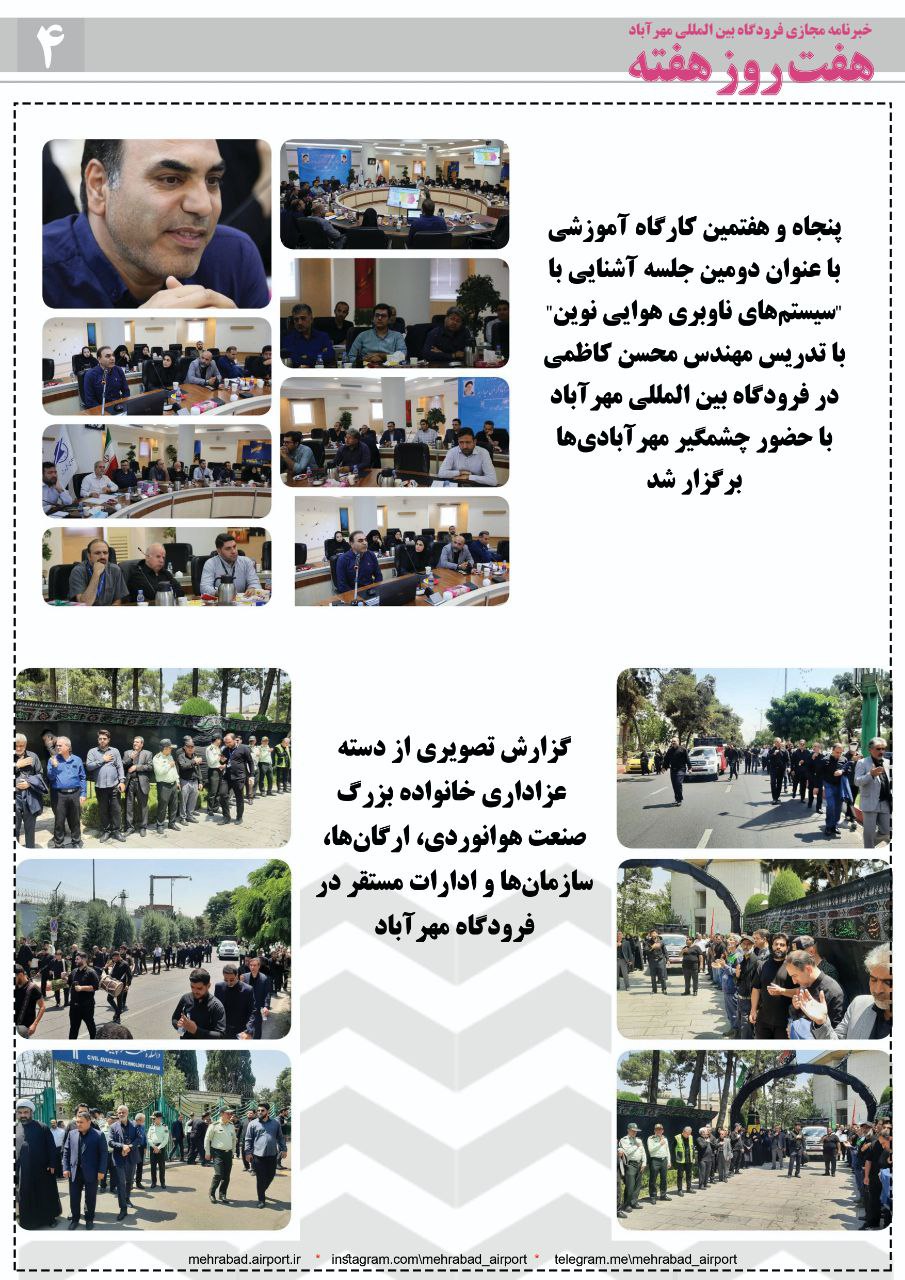 خبرنامه مجازی فرودگاه بین المللی مهرآباد
هفت روز هفته
۴
پنجاه و هفتمین کارگاه آموزشی
با عنوان دومین جلسه آشنایی با
"سیستم‌های ناوبری هوایی نوین"
با تدریس مهندس محسن کاظمی
در فرودگاه بین المللی مهرآباد
با حضور چشمگیر مهرآبادی‌ها
برگزار شد
گزارش تصویری از دسته
عزاداری خانواده بزرگ
صنعت هوانوردی، ارگان‌ها،
سازمان‌ها و ادارات مستقر در
فرودگاه مهرآباد
CIVIL AVIATION TECHNOLOGY COLLEGE
mehrabad.airport.ir * instagram.com/mehrabad_airport * telegram.me\mehrabad_airport